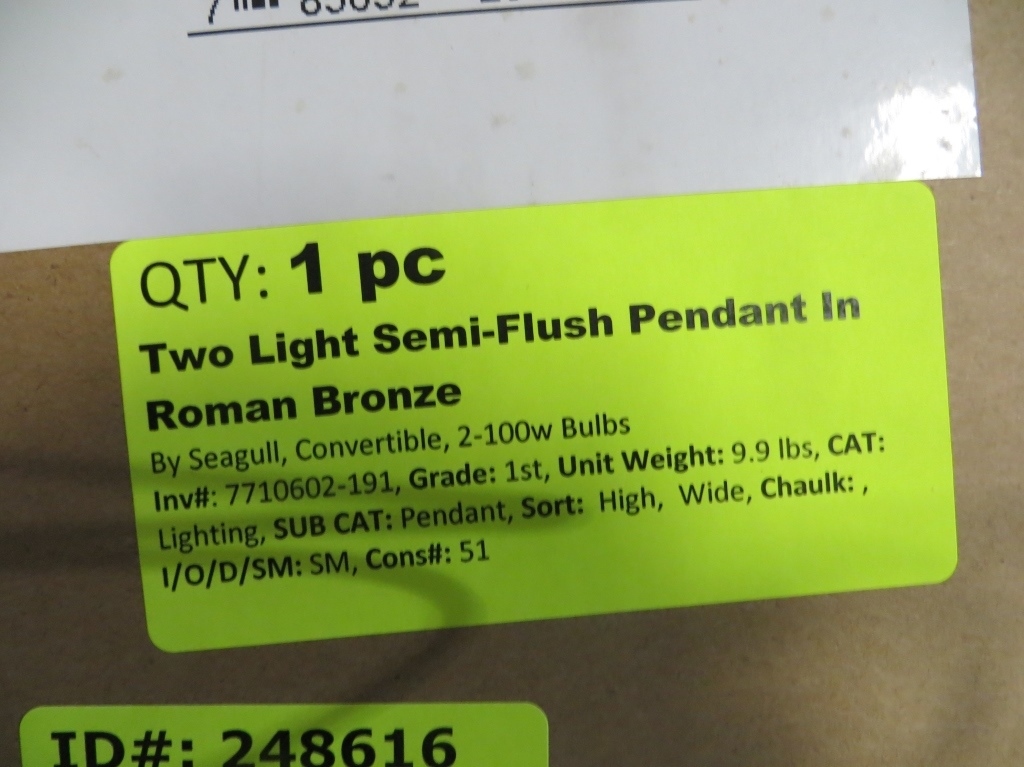 QTY: 1 pc
Two Light Semi-Flush Pendant In
Roman Bronze
By Seagull, Convertible, 2-100w Bulbs
Inv#: 7710602-191, Grade: 1st, Unit Weight: 9.9 lbs, CAT:
Lighting, SUB CAT: Pendant, Sort: High, Wide, Chaulk: ,
I/O/D/SM: SM, Cons#: 51
ID#: 248616